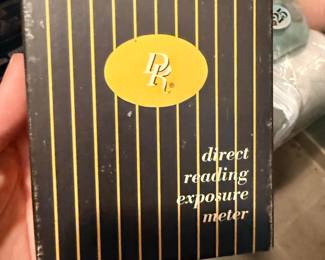 DR®
direct
reading
exposure
meter